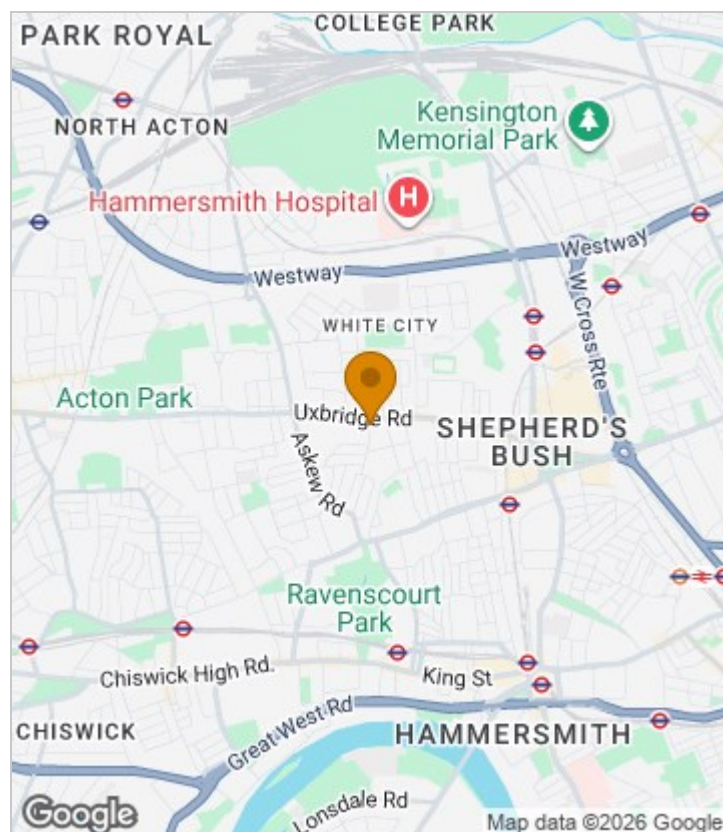 COLLEGE PARK
PARK ROYAL
Kensington
Memorial Park
NORTH ACTON
Hammersmith Hospital
H
Westway
Westway
W Cross Rte
WHITE CITY
Acton Park
Uxbridge Rd
SHEPHERD'S
BUSH
Askew Rd
Ravenscourt
Park
Chiswick High Rd.
King St
CHISWICK
Great West Rd
HAMMERSMITH
Lonsdale Rd
Google
Map data ©2026 Google